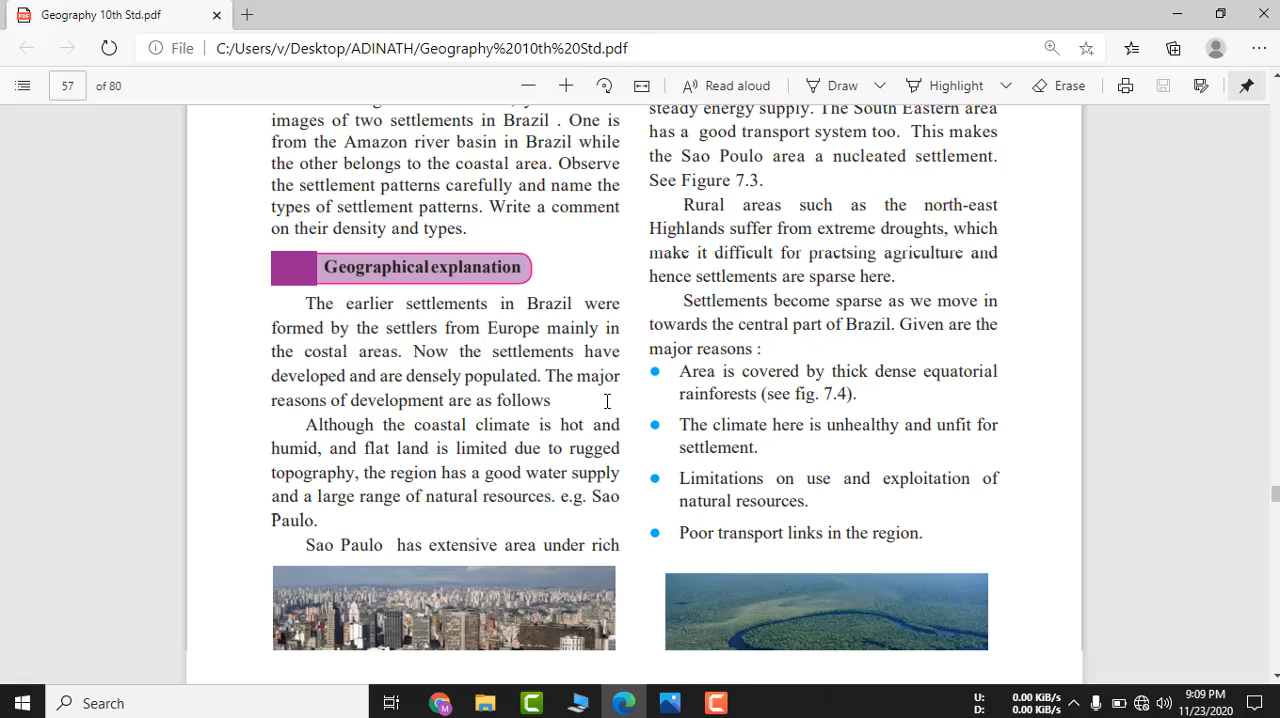 Geography 10th Std.pdf
File
C:/Users/v/Desktop/ADINATH/Geography%2010th%20Std.pdf
57 of 80
Read aloud
Draw
Highlight
Erase
images of two settlements in Brazil . One is
from the Amazon river basin in Brazil while
the other belongs to the coastal area. Observe
the settlement patterns carefully and name the
types of settlement patterns. Write a comment
on their density and types.
Geographical explanation
The earlier settlements in Brazil were
formed by the settlers from Europe mainly in
the costal areas. Now the settlements have
developed and are densely populated. The major
reasons of development are as follows
Although the coastal climate is hot and
humid, and flat land is limited due to rugged
topography, the region has a good water supply
and a large range of natural resources. e.g. Sao
Paulo.
Sao Paulo has extensive area under rich
steady energy supply. The South Eastern area
has a good transport system too. This makes
the Sao Poulo area a nucleated settlement.
See Figure 7.3.
Rural areas such as the north-east
Highlands suffer from extreme droughts, which
make it difficult for practsing agriculture and
hence settlements are sparse here.
Settlements become sparse as we move in
towards the central part of Brazil. Given are the
major reasons :
Area is covered by thick dense equatorial
rainforests (see fig. 7.4).
The climate here is unhealthy and unfit for
settlement.
Limitations on use and exploitation of
natural resources.
Poor transport links in the region.
Search
U: 0.00 KiB/s
D: 0.00 KiB/s
9:09 PM
11/23/2020